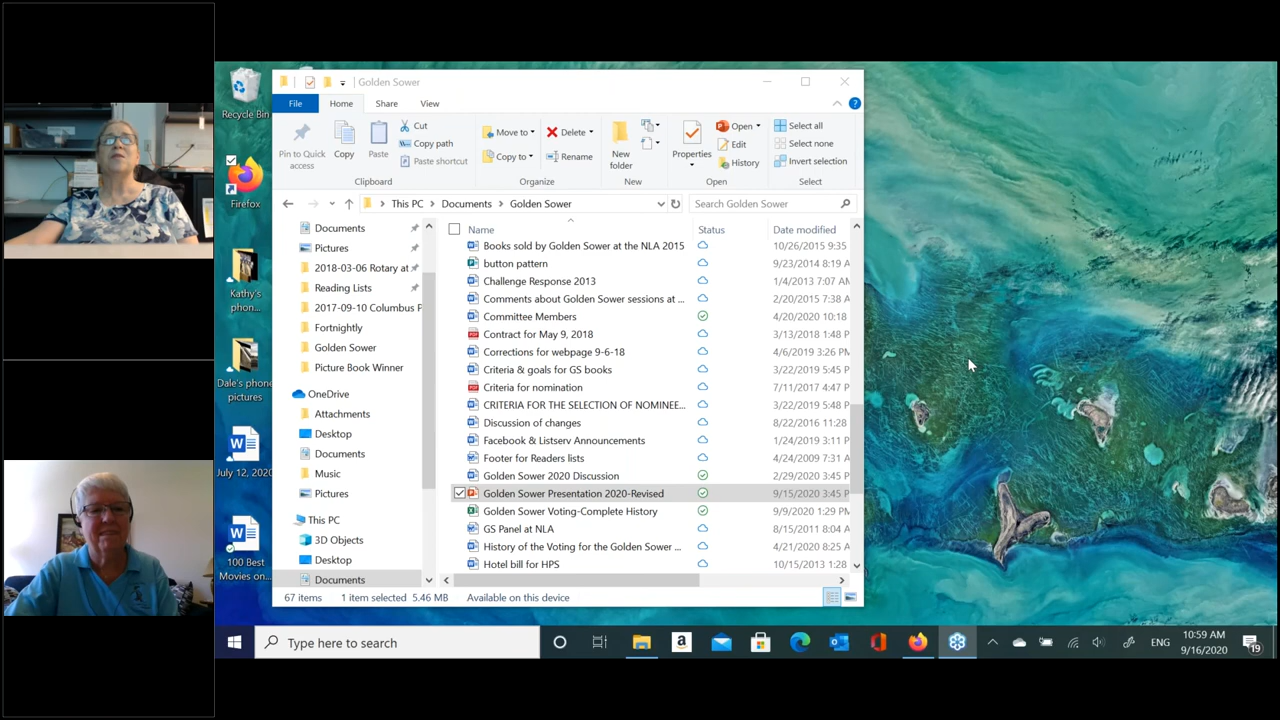 Recycle Bin
Firefox
Kathy's
phon...
Dale's phone
pictures
July 12, 2020
100 Best
Movies on...
Golden Sower
File
Home
Share
View
Pin to Quick
access
Copy
Paste
Cut
Copy path
Paste shortcut
Clipboard
Move to
Copy to
Delete
Rename
Organize
New
folder
New
Properties
Open
Edit
History
Open
Select all
Select none
Invert selection
Select
This PC > Documents > Golden Sower
Search Golden Sower
Documents
Pictures
2018-03-06 Rotary at
Reading Lists
2017-09-10 Columbus P
Fortnightly
Golden Sower
Picture Book Winner
OneDrive
Attachments
Desktop
Documents
Music
Pictures
This PC
3D Objects
Desktop
Documents
Name Status Date modified
Books sold by Golden Sower at the NLA 2015 10/26/2015 9:35
button pattern 9/23/2014 8:19 A
Challenge Response 2013 1/4/2013 7:07 AM
Comments about Golden Sower sessions at ... 2/20/2015 7:38 A
Committee Members 4/20/2020 10:18
Contract for May 9, 2018 3/13/2018 1:48 P
Corrections for webpage 9-6-18 4/6/2019 3:26 PM
Criteria & goals for GS books 3/22/2019 5:45 P
Criteria for nomination 7/11/2017 4:47 P
CRITERIA FOR THE SELECTION OF NOMINEE... 3/22/2019 5:48 P
Discussion of changes 8/22/2016 11:28
Facebook & Listserv Announcements 1/24/2019 3:11 P
Footer for Readers lists 4/24/2009 7:31 A
Golden Sower 2020 Discussion 2/29/2020 3:45 P
Golden Sower Presentation 2020-Revised 9/15/2020 3:45 P
Golden Sower Voting-Complete History 9/9/2020 1:29 PM
GS Panel at NLA 8/15/2011 8:04 A
History of the Voting for the Golden Sower ... 4/21/2020 8:25 A
Hotel bill for HPS 10/15/2013 1:28
67 items 1 item selected 5.46 MB Available on this device
Type here to search
ENG
10:59 AM
9/16/2020
19